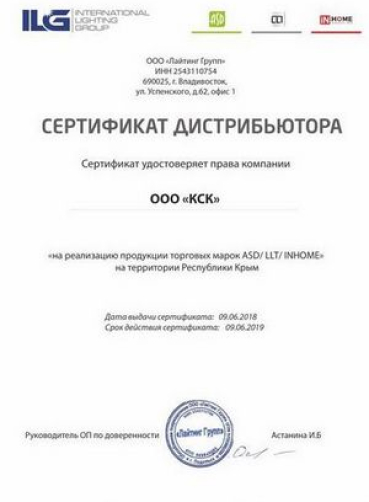 ILG INTERNATIONAL
LIGHTING
GROUP
ASD
INHOME
ООО «Лайтинг Групп»
ИНН 2543110754
690025, г. Владивосток,
ул. Успенского, д.62, офис 1
СЕРТИФИКАТ ДИСТРИБЬЮТОРА
Сертификат удостоверяет права компании
ООО «КСК»
«на реализацию продукции торговых марок ASD/ LLT/ INHOME»
на территории Республики Крым
Дата выдачи сертификата: 09.06.2018
Срок действия сертификата: 09.06.2019
Руководитель ОП по доверенности
«Лайтинг Групп»
Астанина И.Б